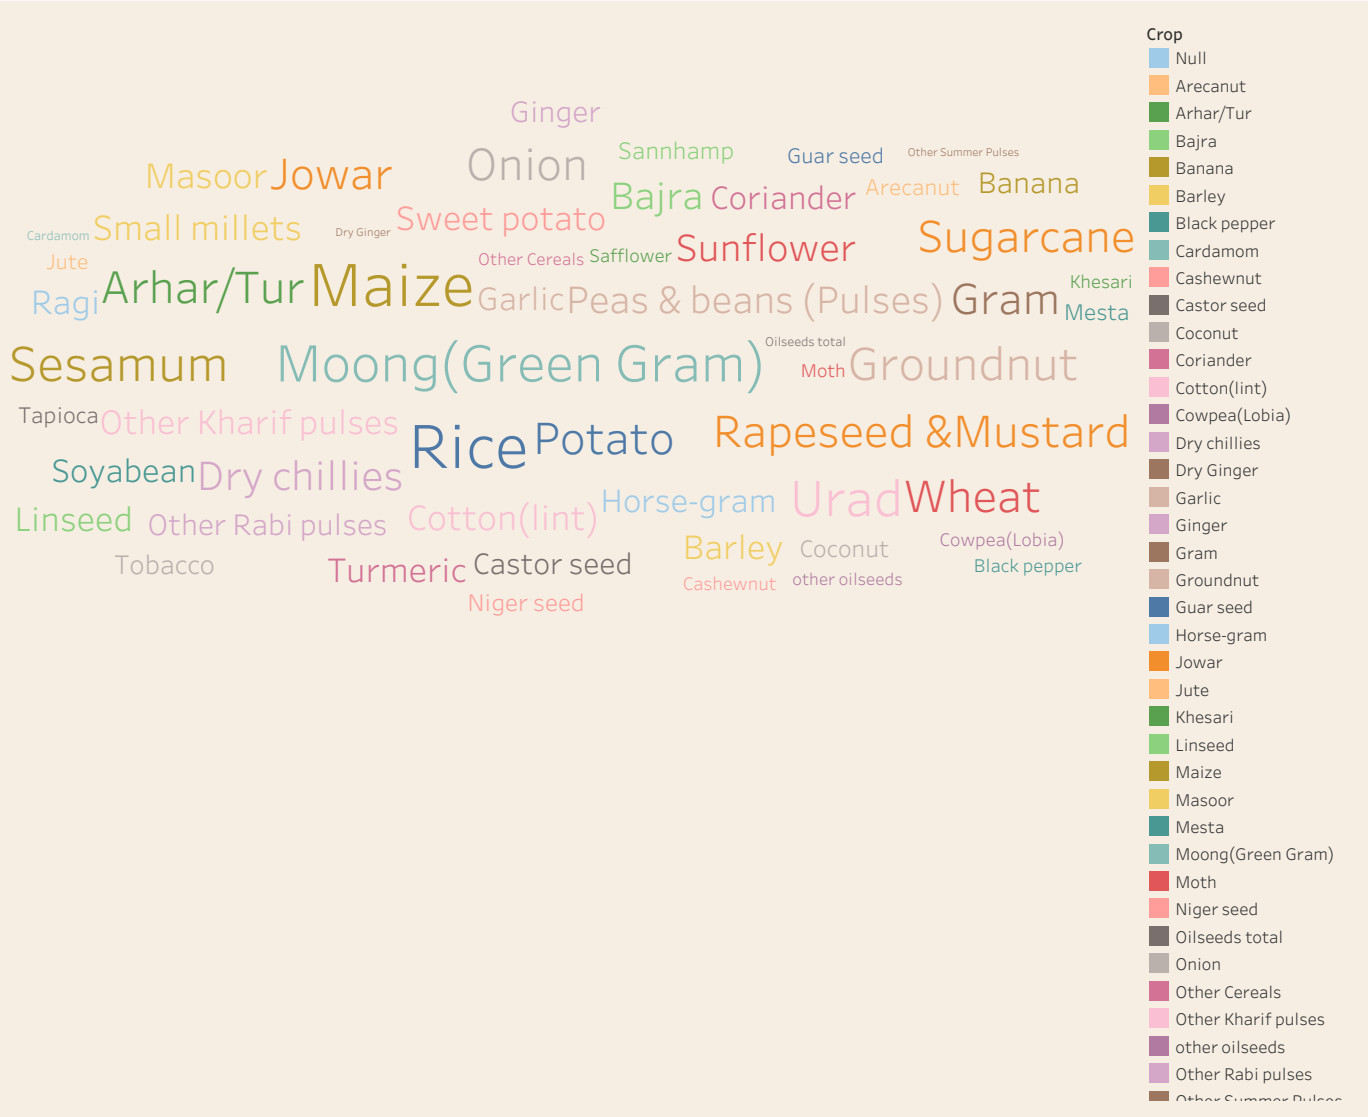 Ginger
Onion
Sannhamp
Guar seed
Other Summer Pulses
Masoor
Jowar
Bajra
Coriander
Arecanut
Banana
Cardamom
Small millets
Dry Ginger
Sweet potato
Sunflower
Sugarcane
Jute
Other Cereals
Safflower
Ragi
Arhar/Tur
Maize
Garlic
Peas & beans (Pulses)
Gram
Khesari
Mesta
Sesamum
Moong(Green Gram)
Oilseeds total
Moth
Groundnut
Tapioca
Other Kharif pulses
Rice
Potato
Rapeseed &Mustard
Soyabean
Dry chillies
Horse-gram
Urad
Wheat
Linseed
Other Rabi pulses
Cotton(lint)
Barley
Coconut
Cowpea(Lobia)
Tobacco
Turmeric
Castor seed
Cashewnut
other oilseeds
Black pepper
Niger seed
Crop
Null
Arecanut
Arhar/Tur
Bajra
Banana
Barley
Black pepper
Cardamom
Cashewnut
Castor seed
Coconut
Coriander
Cotton(lint)
Cowpea(Lobia)
Dry chillies
Dry Ginger
Garlic
Ginger
Gram
Groundnut
Guar seed
Horse-gram
Jowar
Jute
Khesari
Linseed
Maize
Masoor
Mesta
Moong(Green Gram)
Moth
Niger seed
Oilseeds total
Onion
Other Cereals
Other Kharif pulses
other oilseeds
Other Rabi pulses
Other Summer Pulses